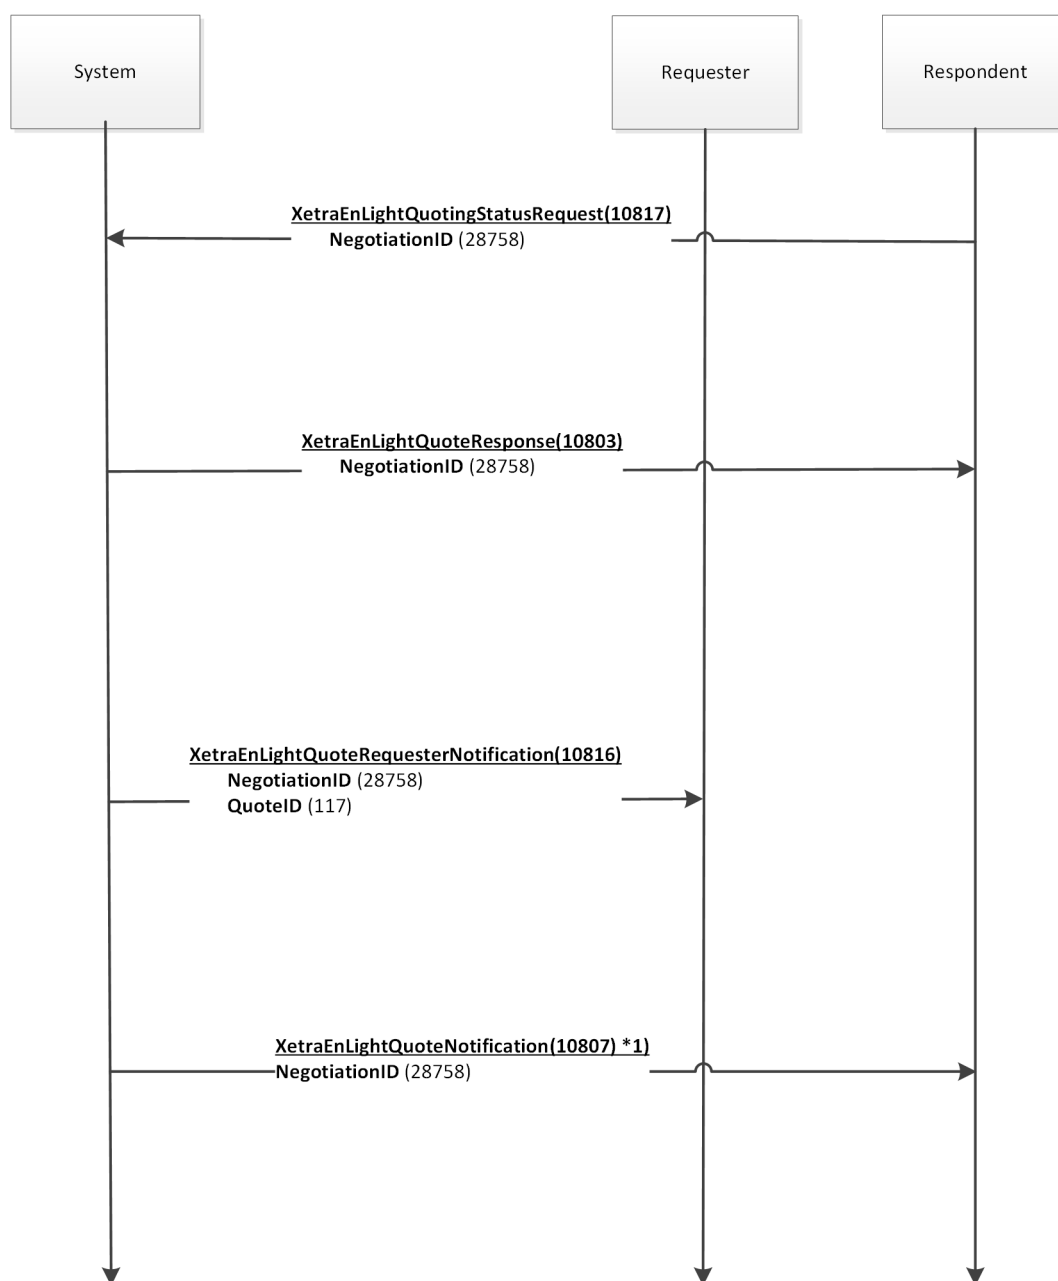 System
Requester
Respondent
XetraEnLightQuotingStatusRequest(10817)
NegotiationID (28758)
XetraEnLightQuoteResponse(10803)
NegotiationID (28758)
XetraEnLightQuoteRequesterNotification(10816)
NegotiationID (28758)
QuoteID (117)
XetraEnLightQuoteNotification(10807) *1)
NegotiationID (28758)